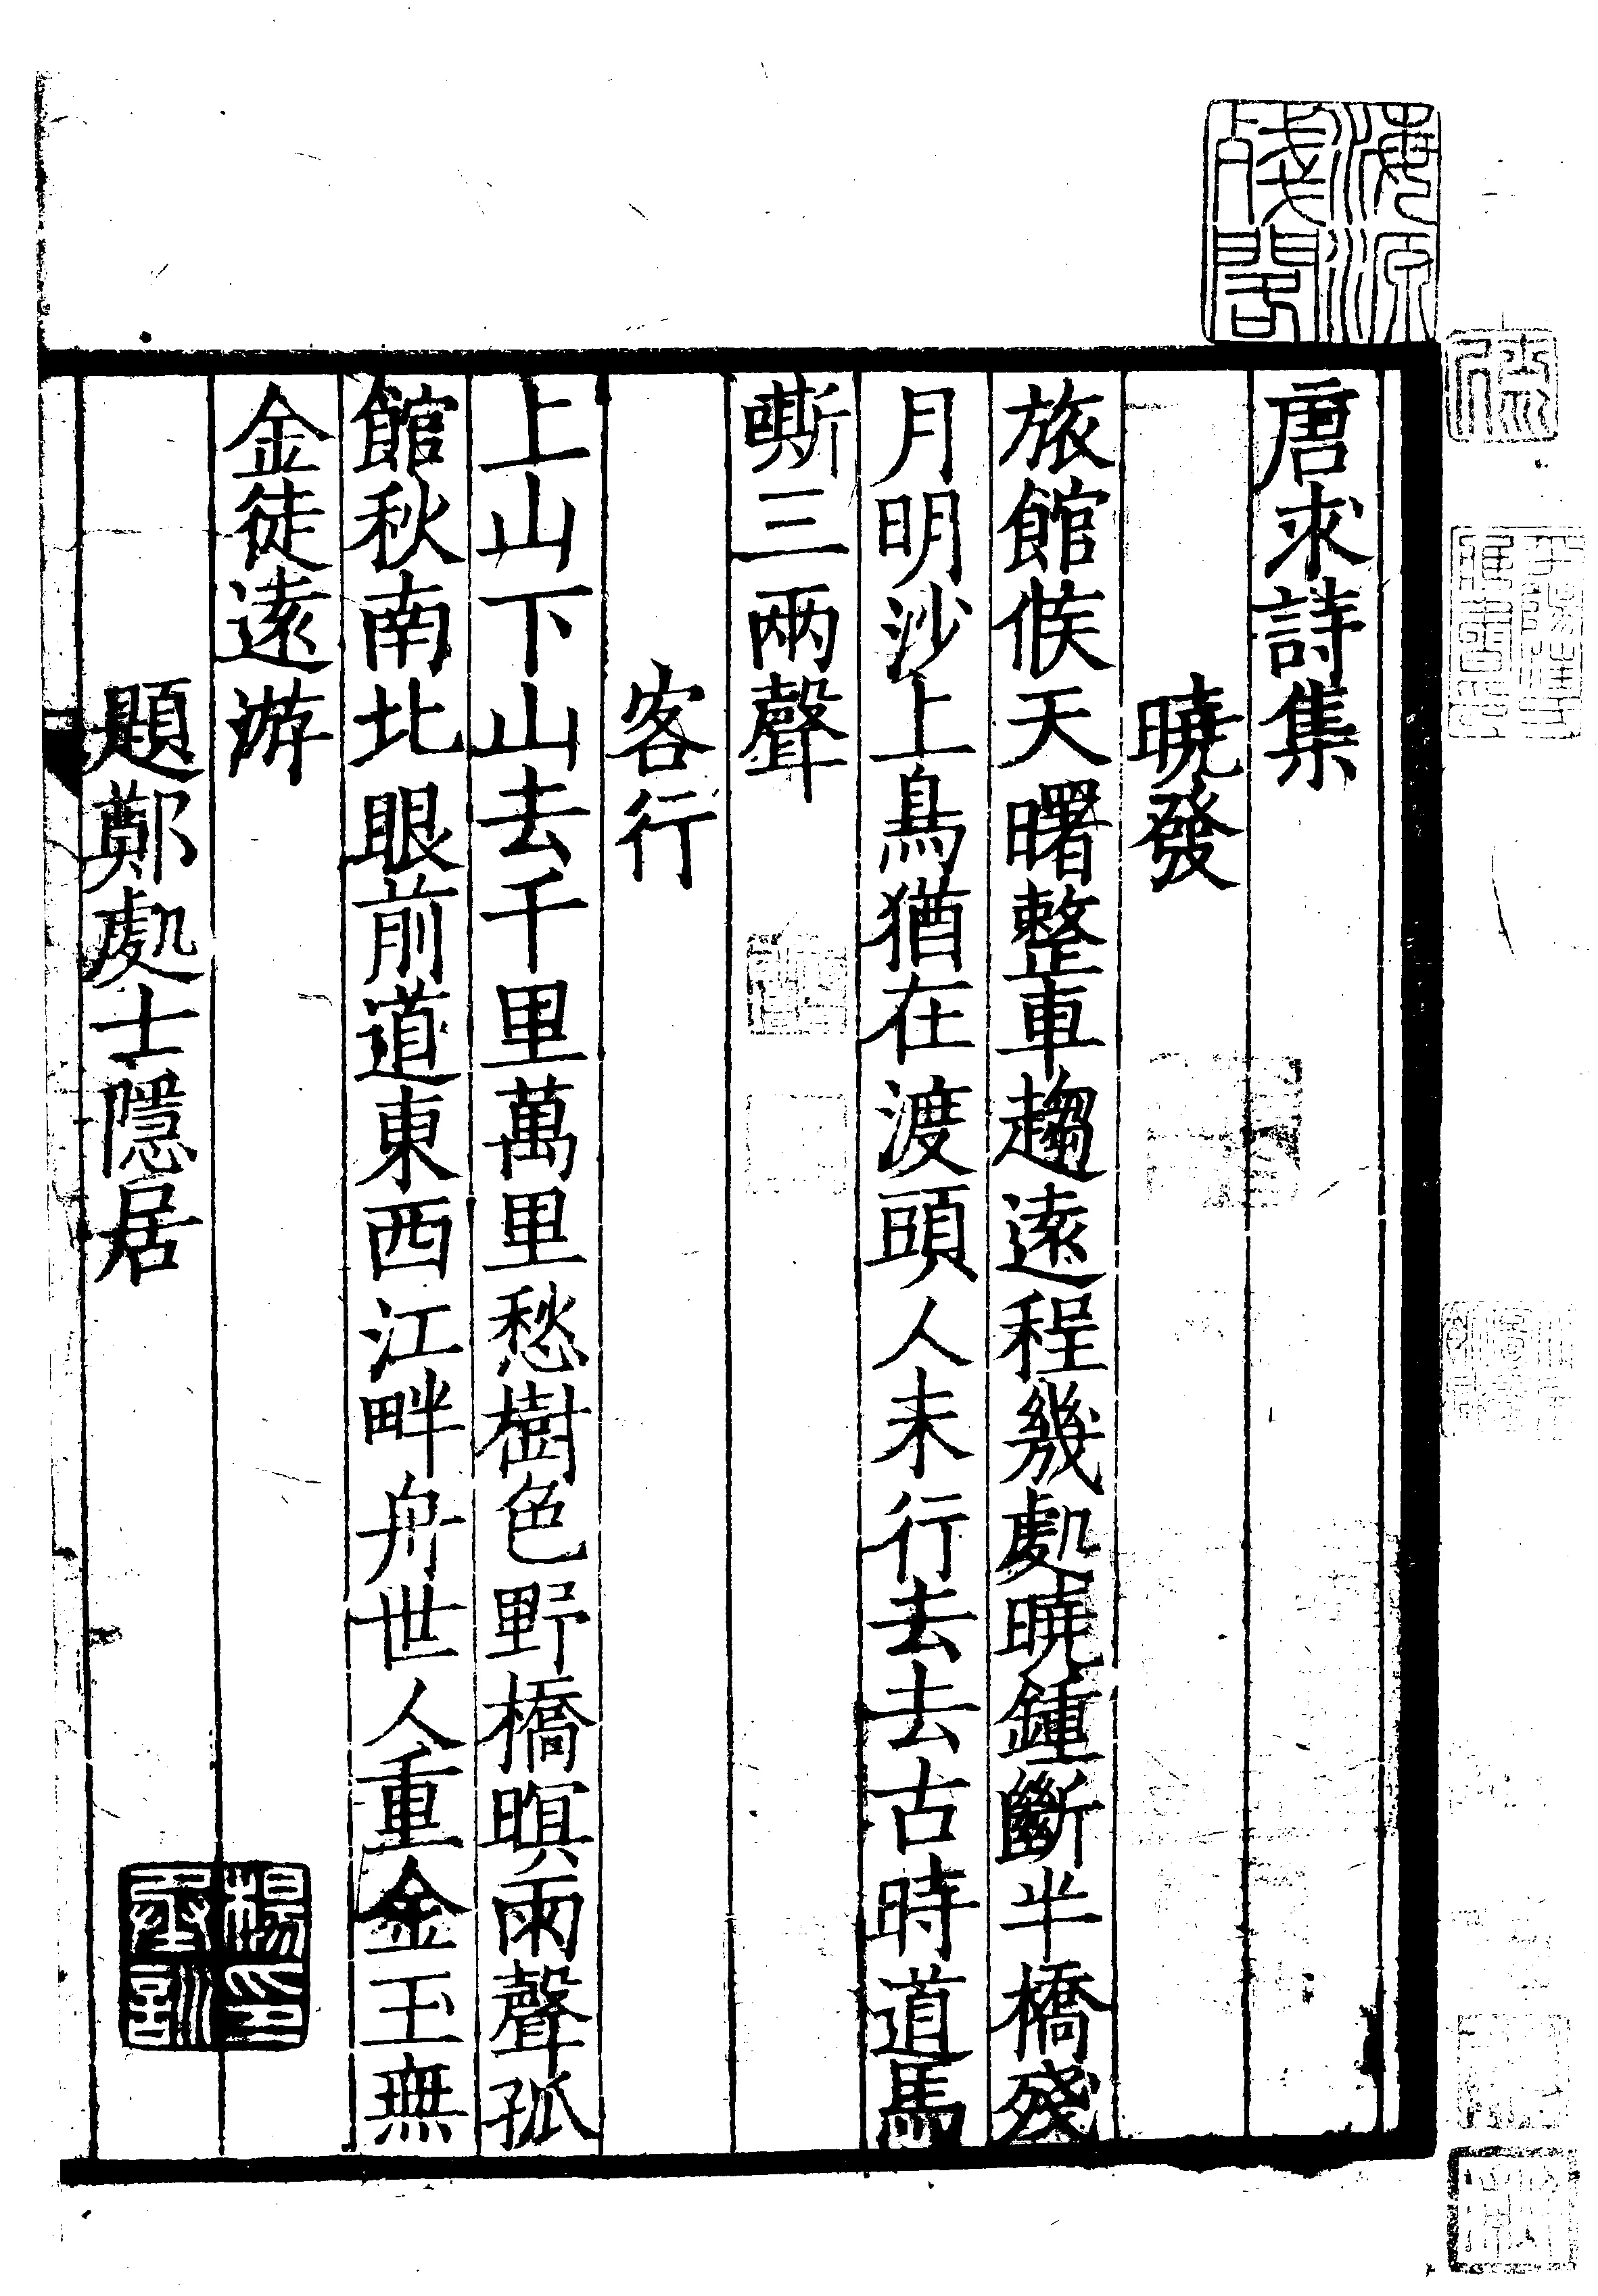 海源
殘閣
唐求詩集
曉發
旅館候天曙整車趨遠程幾處曉鍾斷半橋殘
月明沙上鳥猶在渡頭人未行去去古時道馬
嘶三兩聲
客行
上山下山去千里萬里愁樹色野橋暝雨聲孤
館秋南北眼前道東西江畔舟世人重金玉無
金徒遠游
題鄭處士隱居